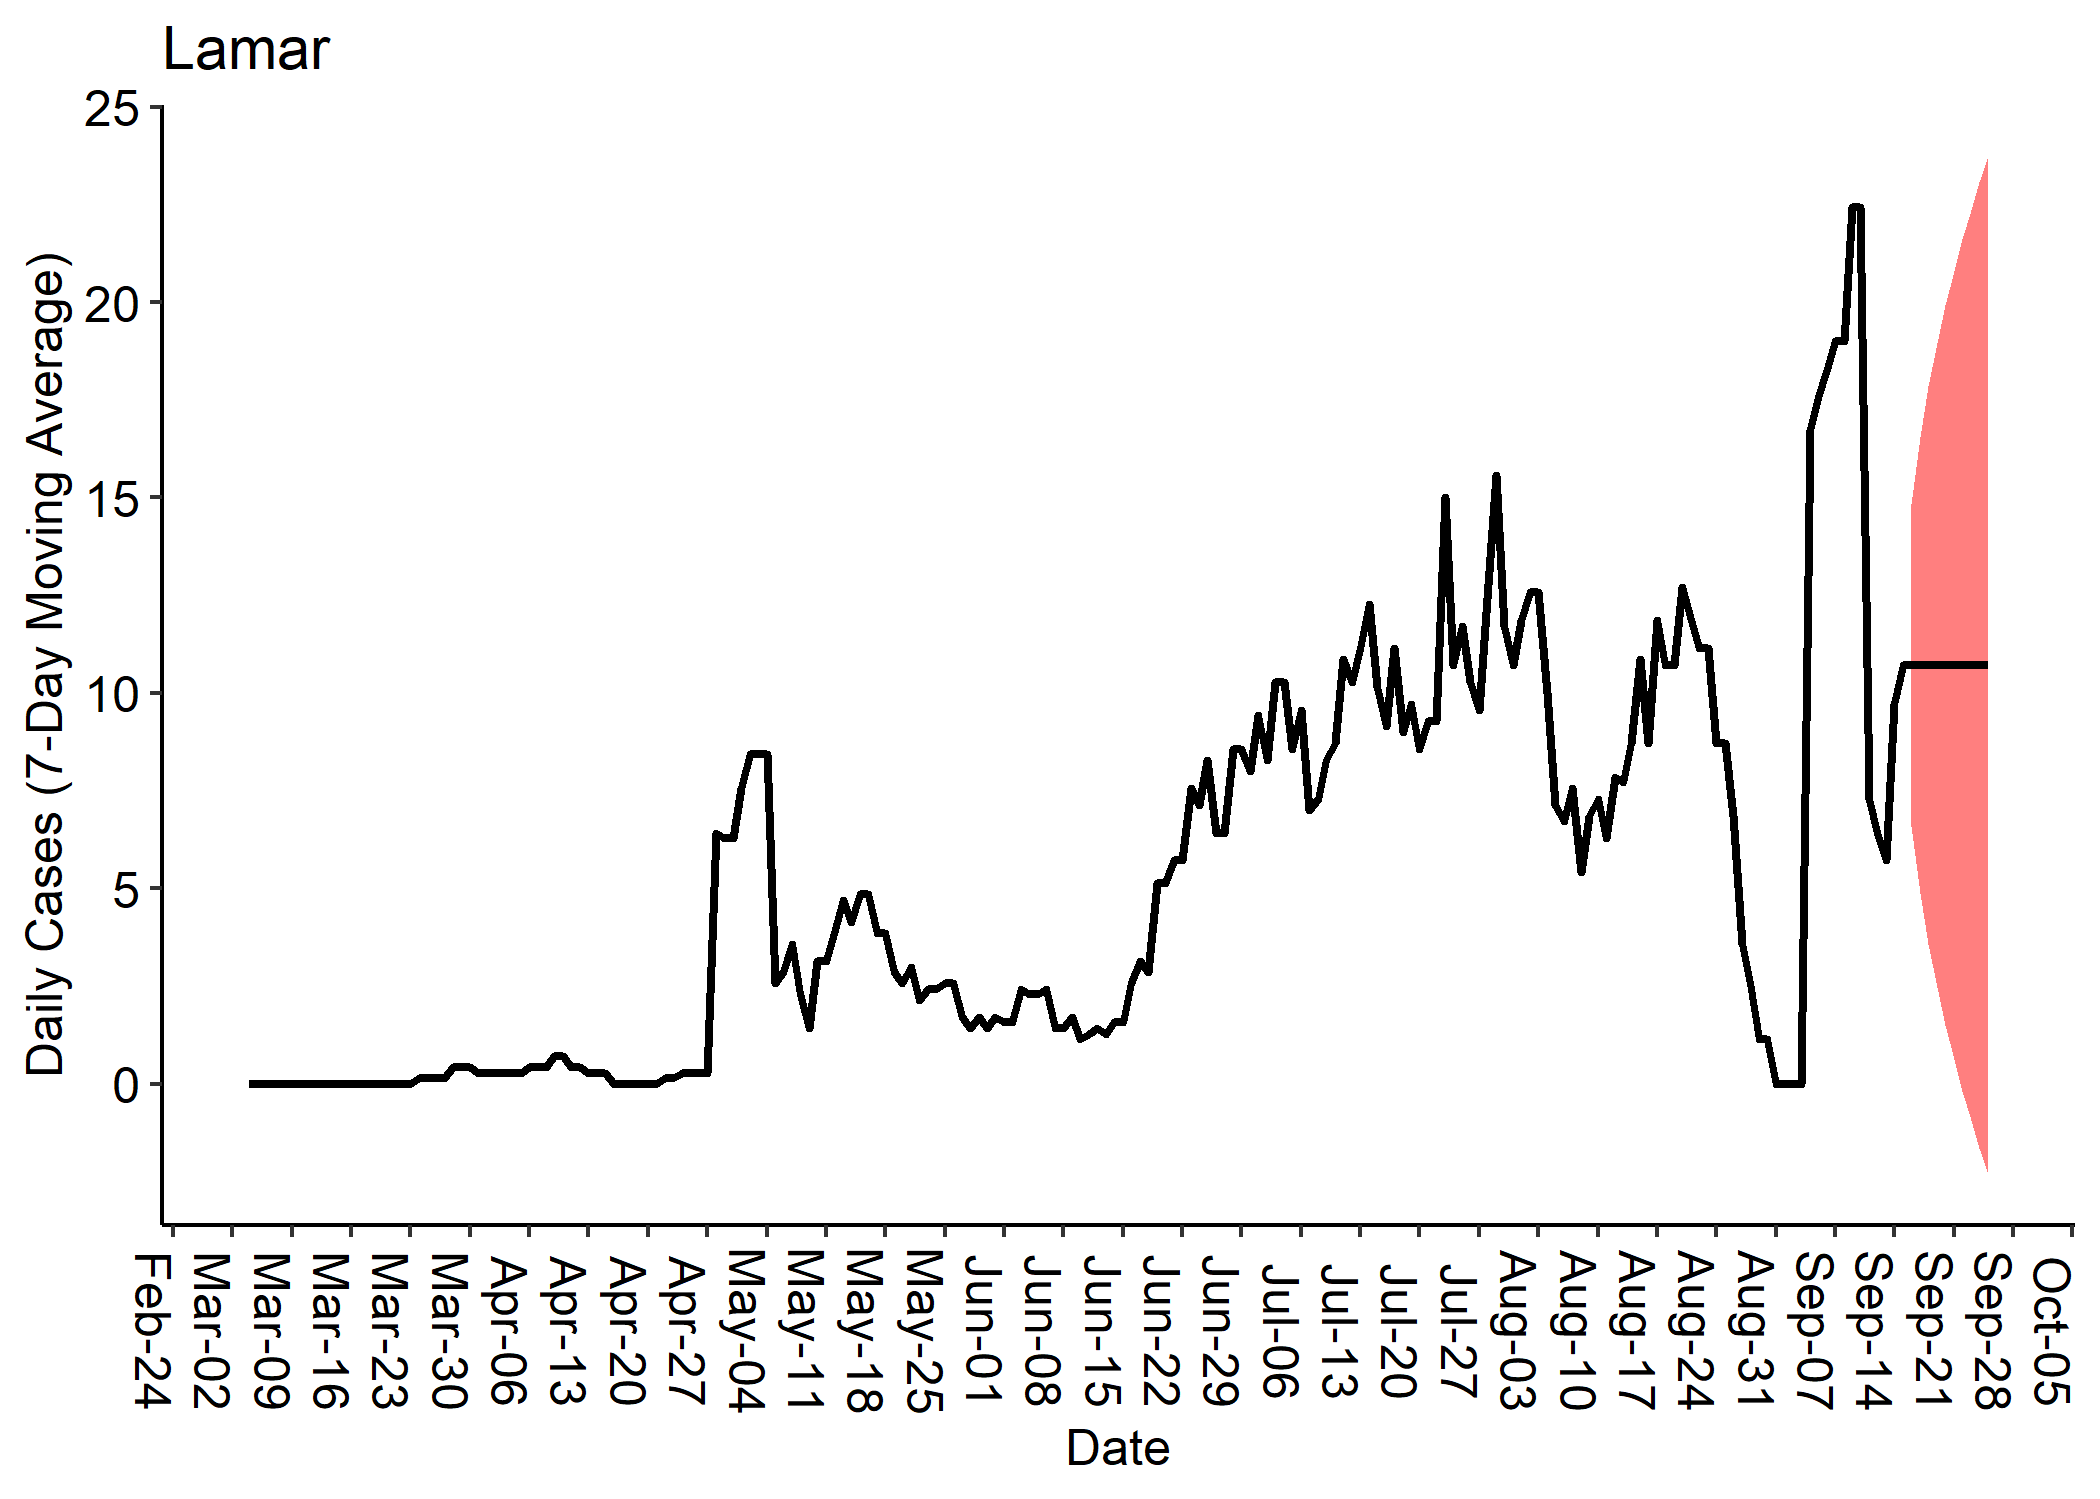 Lamar
25
20
15
10
5
0
Daily Cases (7-Day Moving Average)
Feb-24
Mar-02
Mar-09
Mar-16
Mar-23
Mar-30
Apr-06
Apr-13
Apr-20
Apr-27
May-04
May-11
May-18
May-25
Jun-01
Jun-08
Jun-15
Jun-22
Jun-29
Jul-06
Jul-13
Jul-20
Jul-27
Aug-03
Aug-10
Aug-17
Aug-24
Aug-31
Sep-07
Sep-14
Sep-21
Sep-28
Oct-05
Date